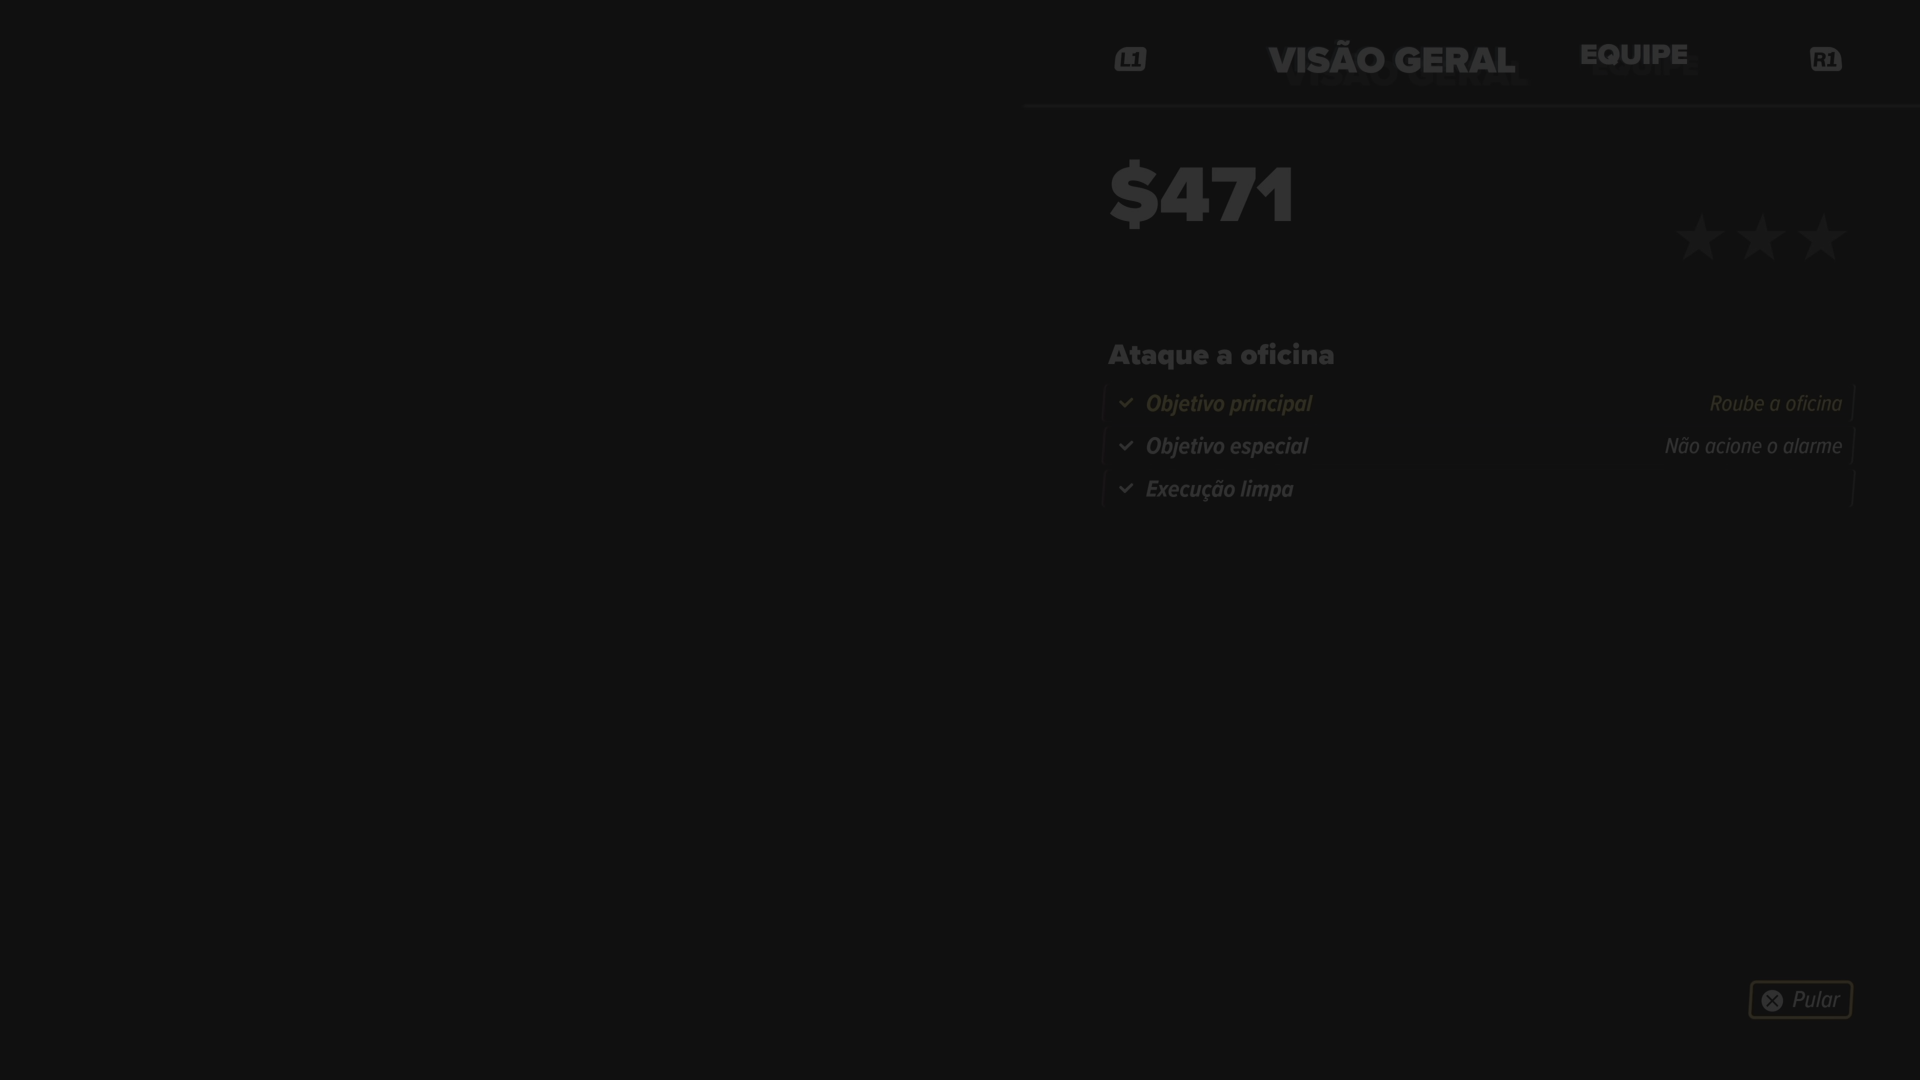 L1 VISÃO GERAL EQUIPE R1
$471
Ataque a oficina
Objetivo principal Roube a oficina
Objetivo especial Não acione o alarme
Execução limpa
Pular